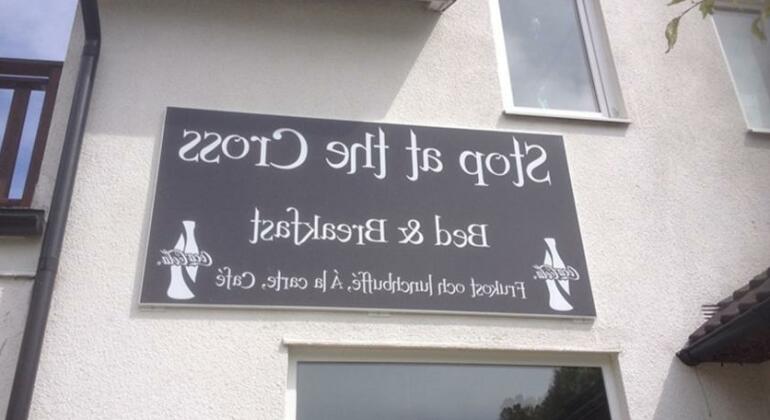 Stop at the Cross
Bed & Breakfast
Frukost och lunchbuffé, Á la carte, Café
Coca-Cola
Coca-Cola